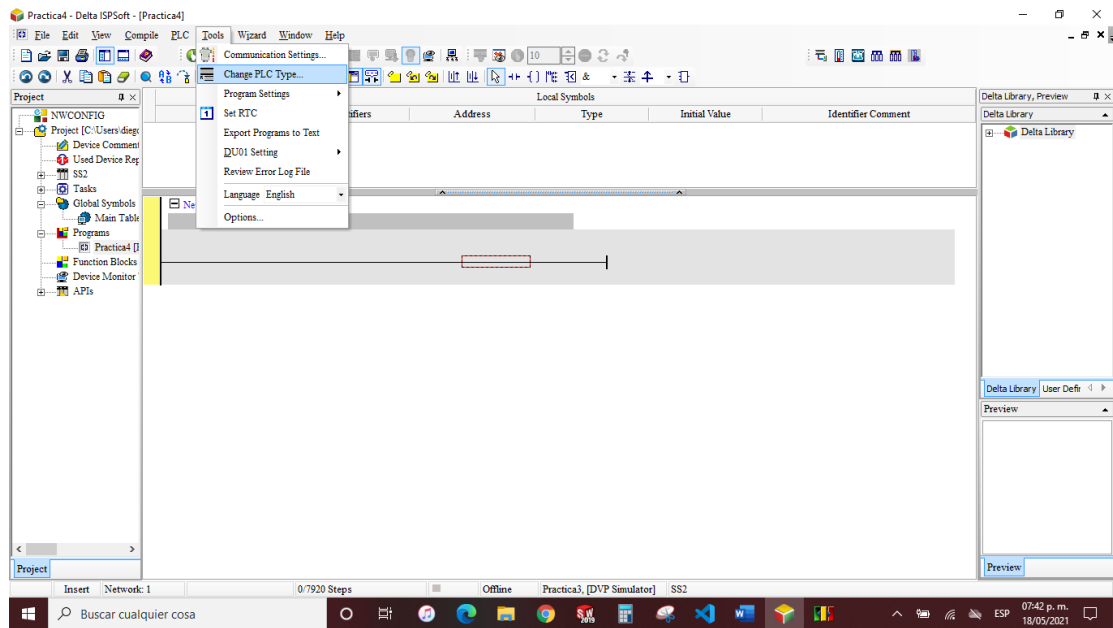 Practica4 - Delta ISPSoft - [Practica4]
File Edit View Compile PLC Tools Wizard Window Help
Communication Settings...
10
Change PLC Type...
Project
Program Settings
Local Symbols
Delta Library, Preview
NWCONFIG
1 Set RTC
Address Type Initial Value Identifier Comment
Delta Library
Project [C:\Users\diego
Export Programs to Text
Delta Library
Device Comment
DU01 Setting
Used Device Rep
Review Error Log File
SS2
Tasks
Language English
Global Symbols
Main Table
Options...
Programs
Practica4
Function Blocks
Device Monitor
APIs
Delta Library User Defir
Preview
Project
Preview
Insert Network: 1 0/7920 Steps Offline Practica3, [DVP Simulator] SS2
Buscar cualquier cosa
ESP
07:42 p. m.
18/05/2021